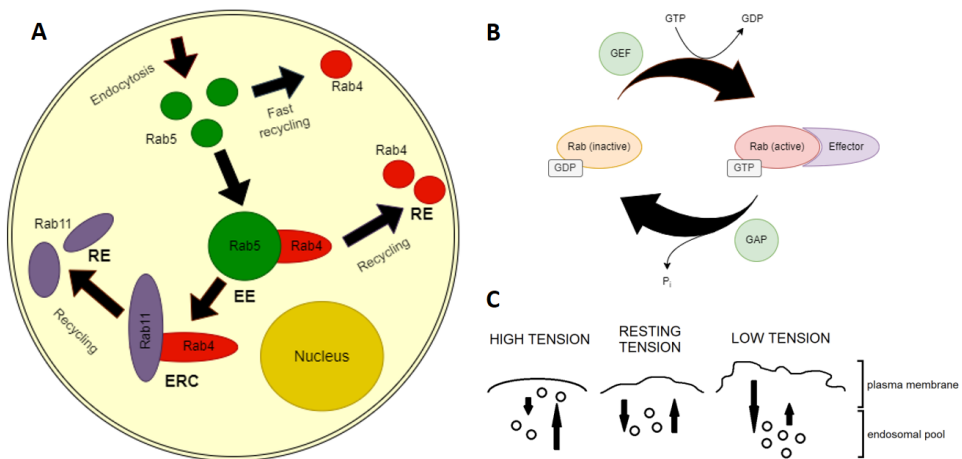 A
Endocytosis
Rab5
Fast
recycling
Rab4
Rab4
RE
Recycling
Rab5
Rab4
EE
Rab11
RE
Recycling
Rab11
Rab4
ERC
Nucleus
B
GTP
GDP
GEF
Rab (inactive)
GDP
Rab (active)
GTP
Effector
GAP
Pi
C
HIGH TENSION
RESTING
TENSION
LOW TENSION
plasma membrane
endosomal pool